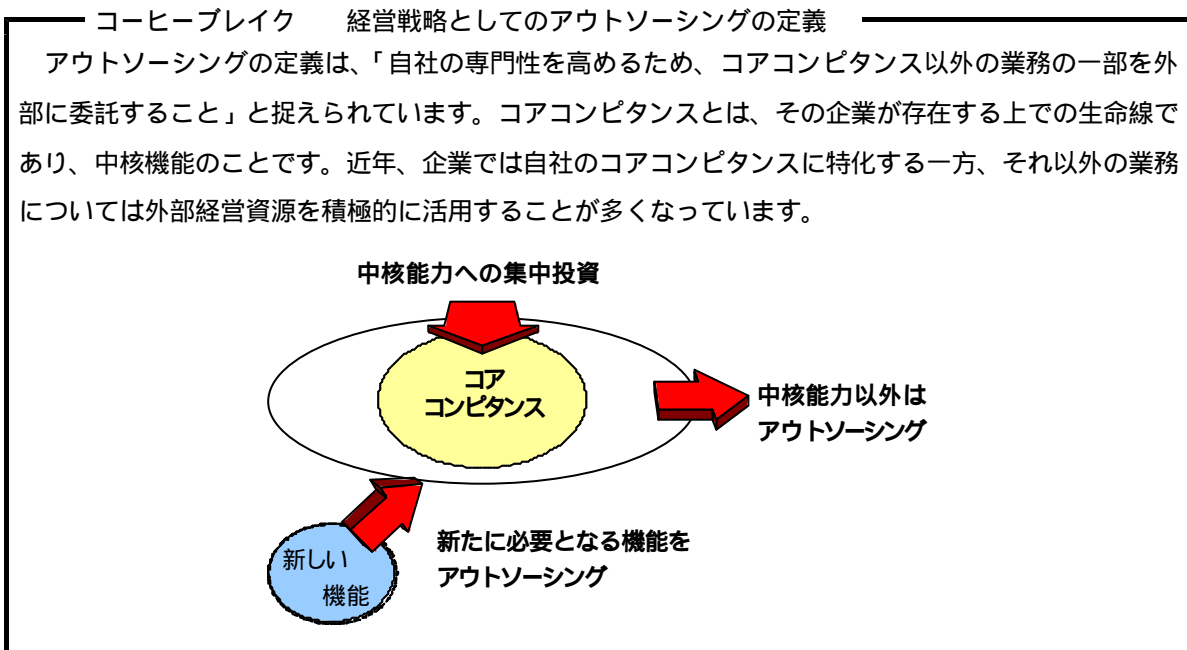 コーヒーブレイク　　経営戦略としてのアウトソーシングの定義
　アウトソーシングの定義は、「自社の専門性を高めるため、コアコンピタンス以外の業務の一部を外
部に委託すること」と捉えられています。コアコンピタンスとは、その企業が存在する上での生命線で
あり、中核機能のことです。近年、企業では自社のコアコンピタンスに特化する一方、それ以外の業務
については外部経営資源を積極的に活用することが多くなっています。
中核能力への集中投資
コア
コンピタンス
中核能力以外は
アウトソーシング
新たに必要となる機能を
アウトソーシング
新しい
機能